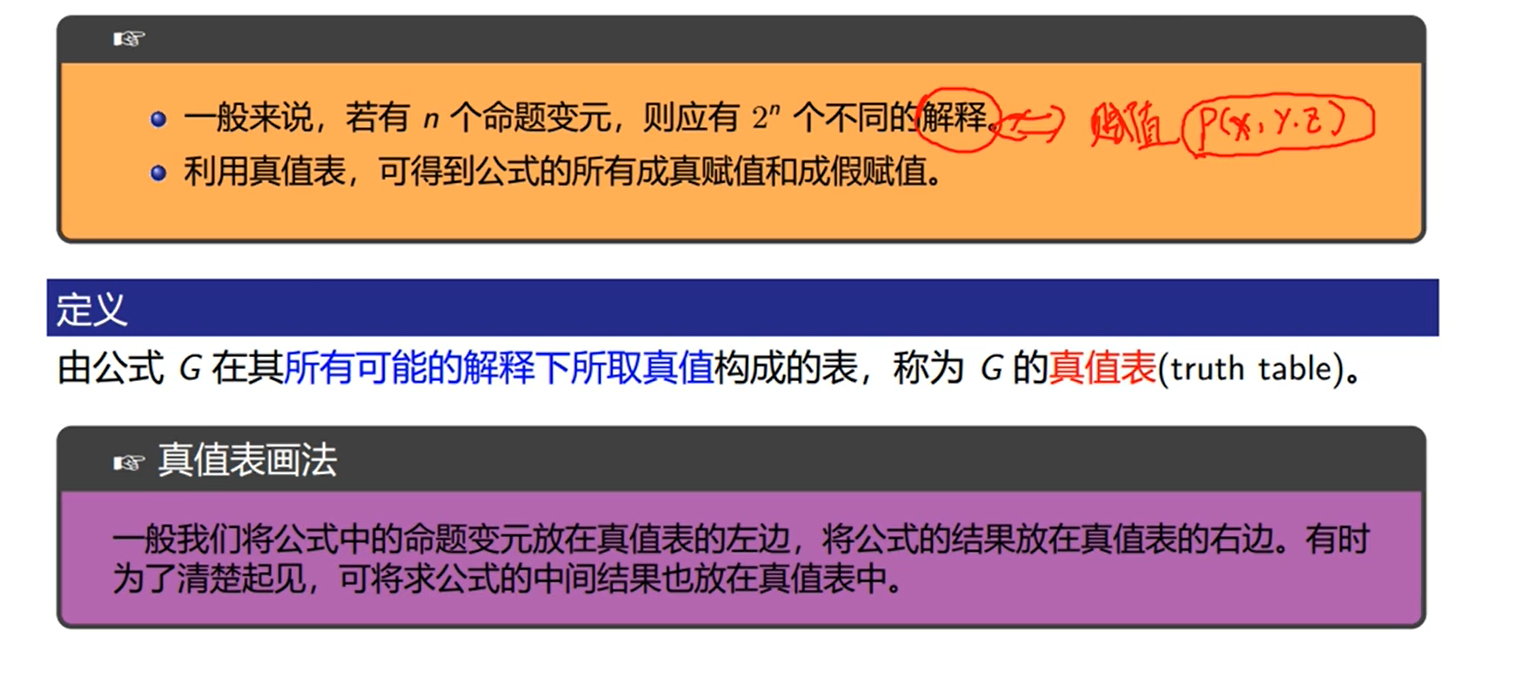 ☞
• 一般来说，若有 n 个命题变元，则应有 2ⁿ 个不同的解释。⟺ 赋值 P(x, y.z)
• 利用真值表，可得到公式的所有成真赋值和成假赋值。
定义
由公式 G 在其所有可能的解释下所取真值构成的表，称为 G 的真值表(truth table)。
☞ 真值表画法
一般我们将公式中的命题变元放在真值表的左边，将公式的结果放在真值表的右边。有时
为了清楚起见，可将求公式的中间结果也放在真值表中。